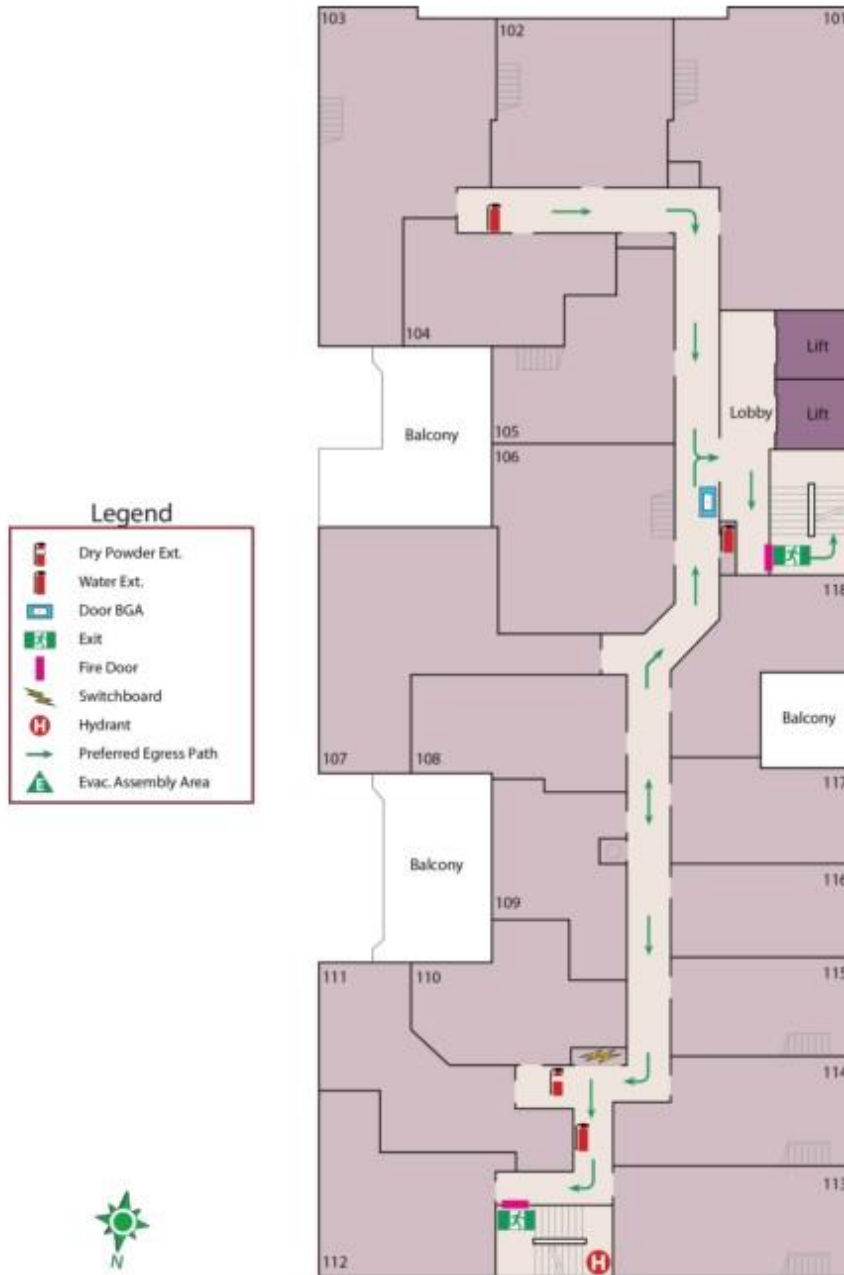 103
102
101
104
Lift
Lobby
Lift
Balcony
105
106
Legend
Dry Powder Ext.
Water Ext.
Door BGA
Exit
Fire Door
Switchboard
H Hydrant
Preferred Egress Path
E Evac. Assembly Area
118
Balcony
107
108
117
Balcony
109
116
111
110
115
114
113
N
112
H